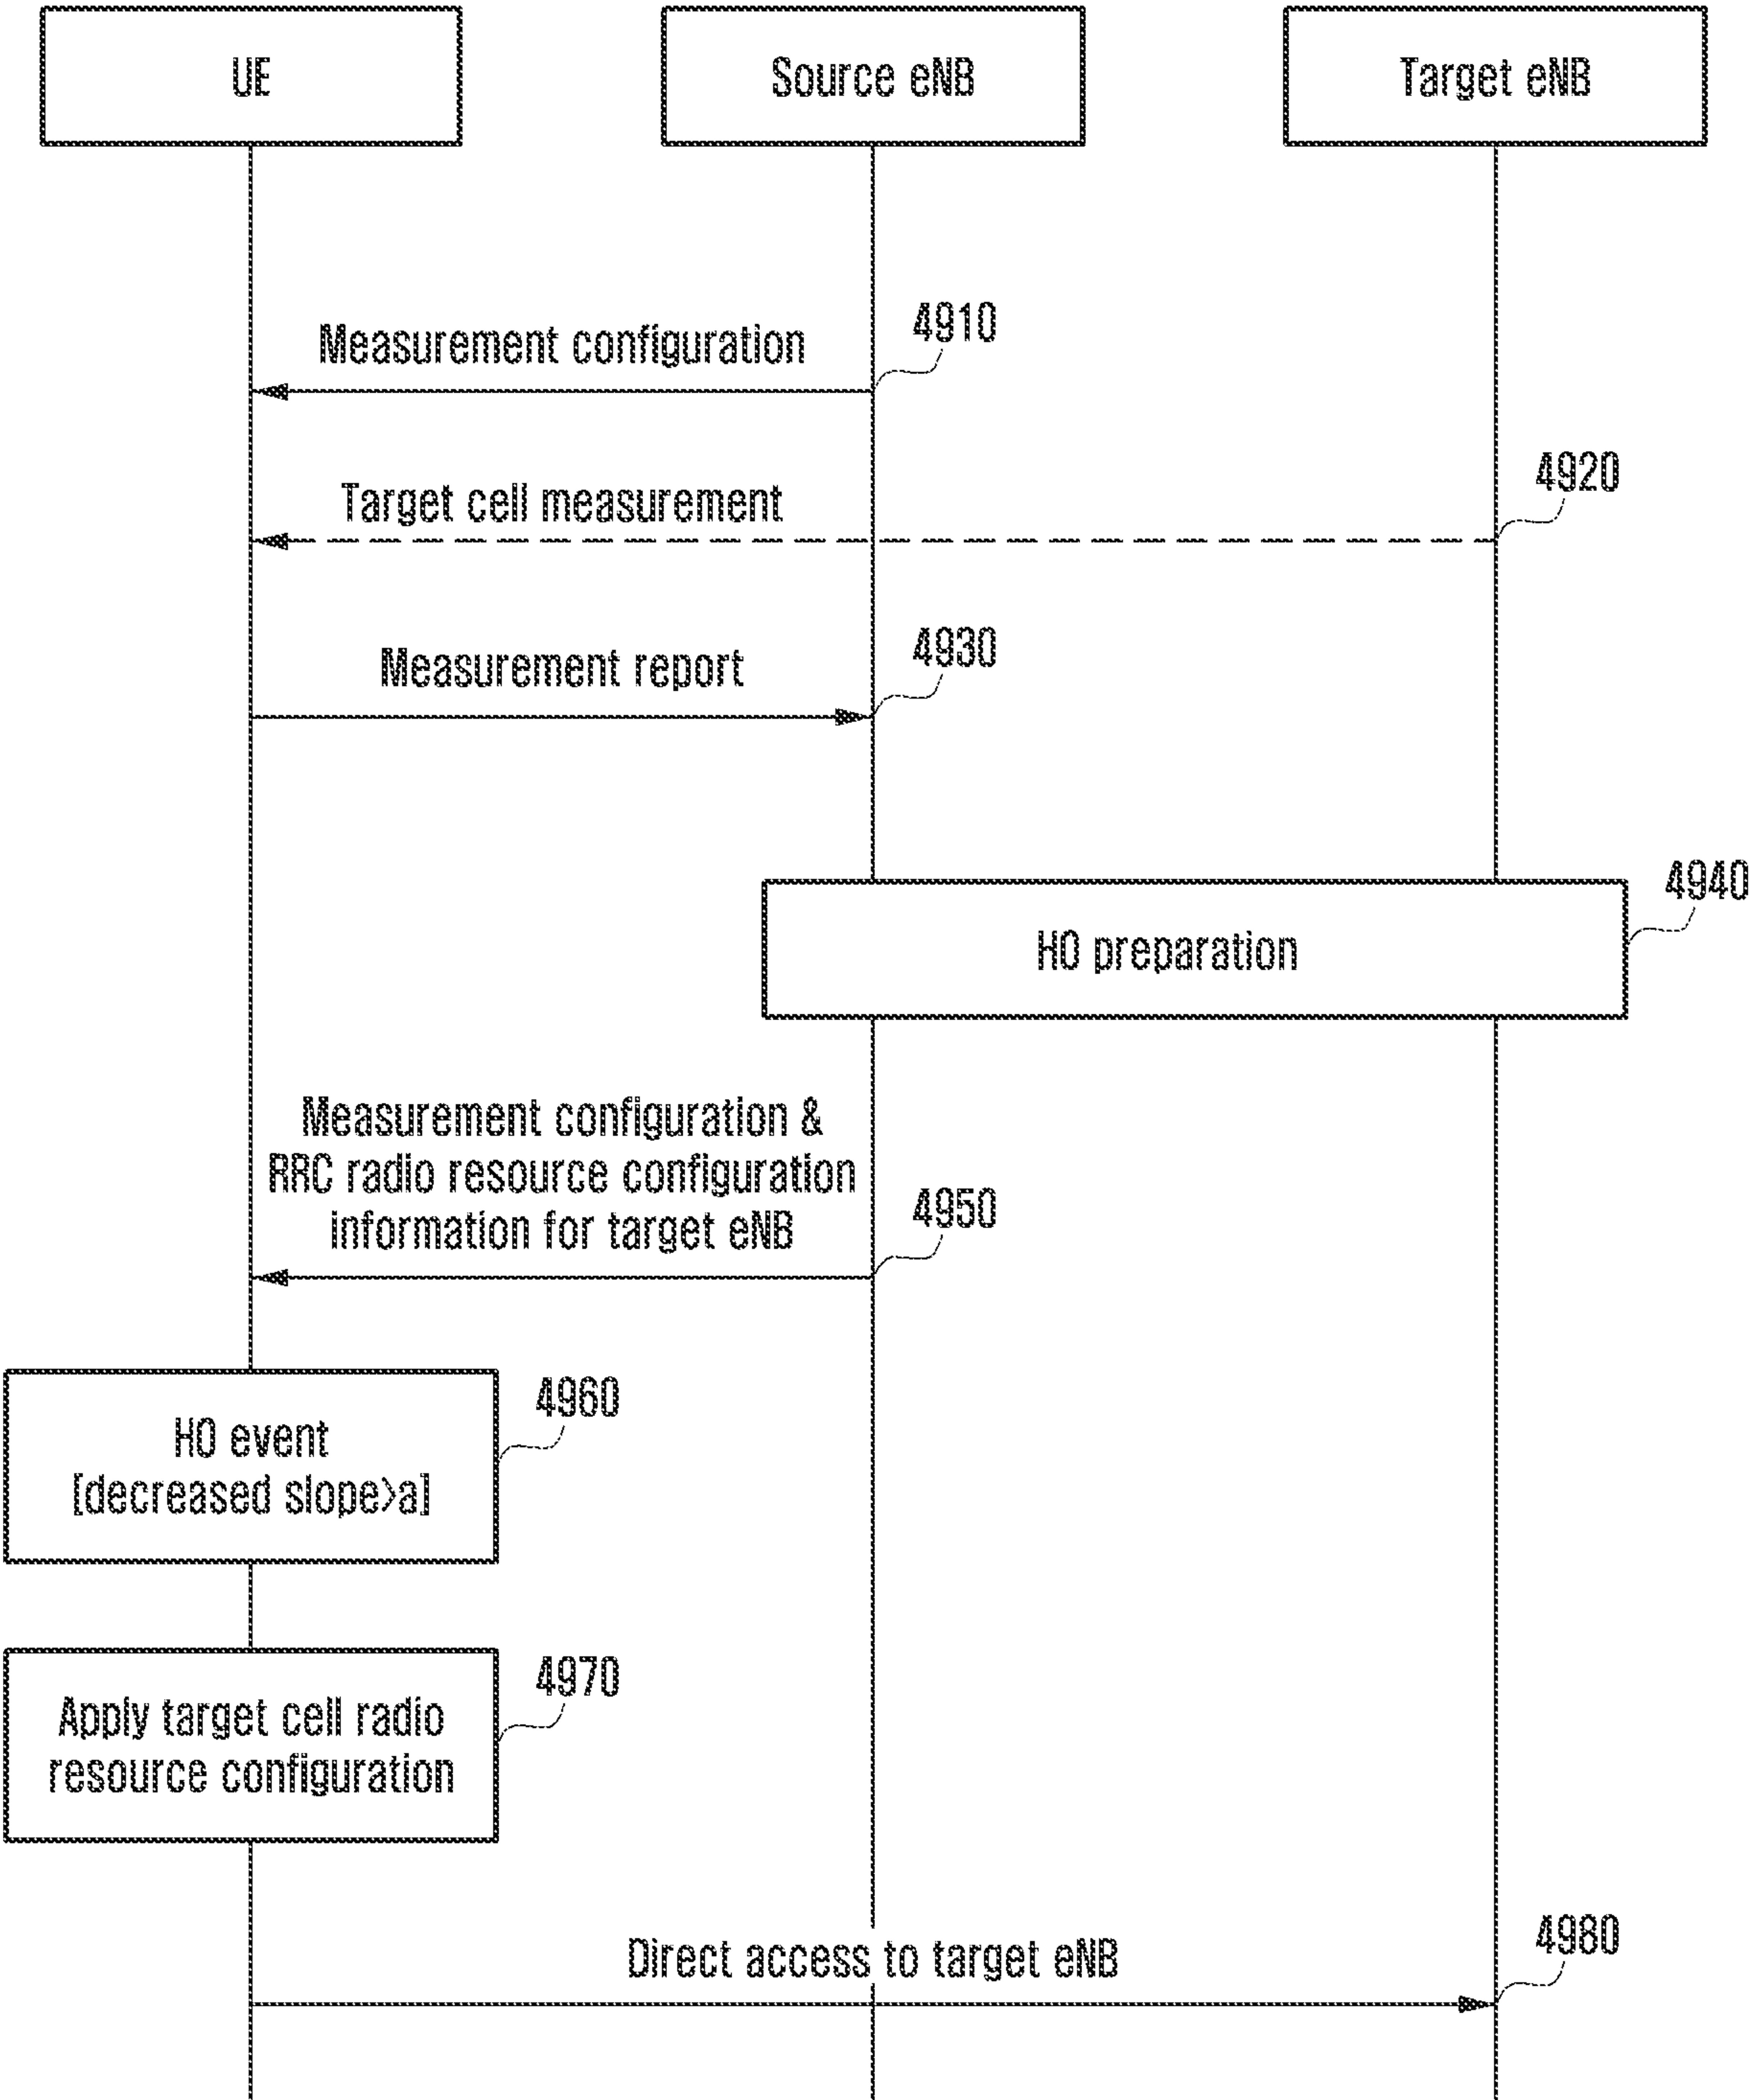 UE
Source eNB
Target eNB
4910
Measurement configuration
4920
Target cell measurement
4930
Measurement report
4940
HO preparation
Measurement configuration &
RRC radio resource configuration
information for target eNB
4950
4960
HO event
[decreased slope>a]
4970
Apply target cell radio
resource configuration
4980
Direct access to target eNB